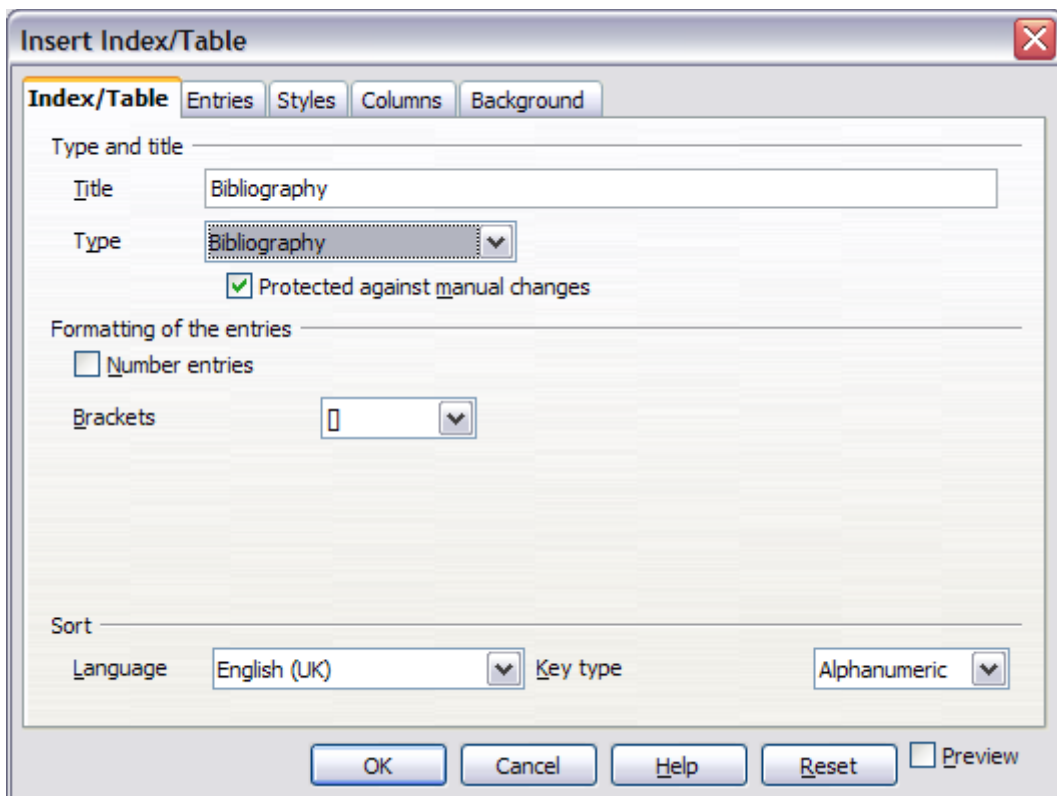 Insert Index/Table
Index/Table Entries Styles Columns Background
Type and title
Title Bibliography
Type Bibliography
Protected against manual changes
Formatting of the entries
Number entries
Brackets []
Sort
Language English (UK) Key type Alphanumeric
OK Cancel Help Reset Preview